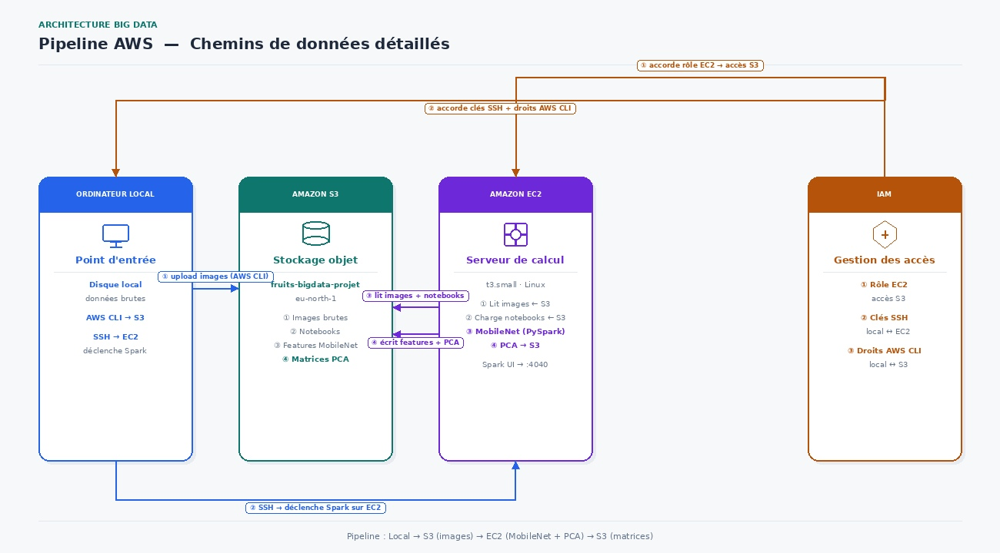 ARCHITECTURE BIG DATA
Pipeline AWS — Chemins de données détaillés
① accorde rôle EC2 → accès S3
② accorde clés SSH + droits AWS CLI
ORDINATEUR LOCAL
Point d'entrée
Disque local
données brutes
AWS CLI → S3
SSH → EC2
déclenche Spark
① upload images (AWS CLI)
AMAZON S3
Stockage objet
fruits-bigdata-projet
eu-north-1
① Images brutes
② Notebooks
③ Features MobileNet
④ Matrices PCA
③ lit images + notebooks
④ écrit features + PCA
AMAZON EC2
Serveur de calcul
t3.small · Linux
① Lit images ← S3
② Charge notebooks ← S3
③ MobileNet (PySpark)
④ PCA → S3
Spark UI → :4040
IAM
Gestion des accès
① Rôle EC2
accès S3
② Clés SSH
local ↔ EC2
③ Droits AWS CLI
local ↔ S3
② SSH → déclenche Spark sur EC2
Pipeline : Local → S3 (images) → EC2 (MobileNet + PCA) → S3 (matrices)